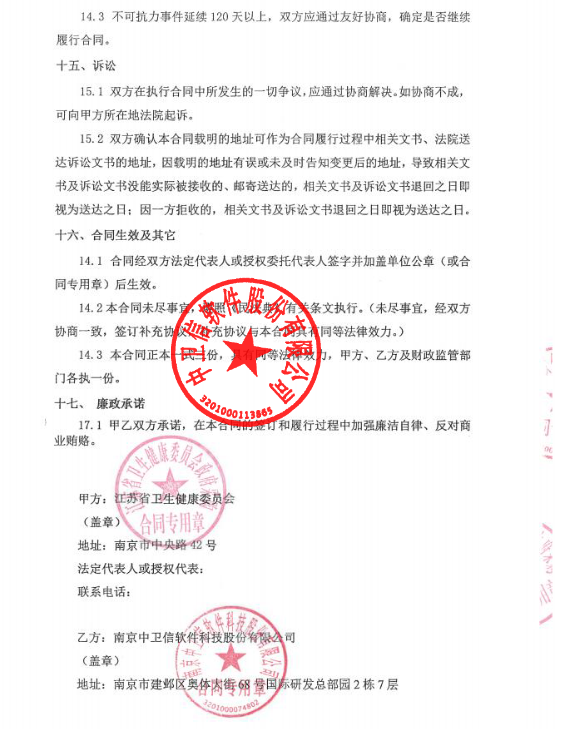 14.3 不可抗力事件延续 120 天以上，双方应通过友好协商，确定是否继续
履行合同。
十五、诉讼
15.1 双方在执行合同中所发生的一切争议，应通过协商解决。如协商不成，
可向甲方所在地法院起诉。
15.2 双方确认本合同载明的地址可作为合同履行过程中相关文书、法院送
达诉讼文书的地址，因载明的地址有误或未及时告知变更后的地址，导致相关文
书及诉讼文书没能实际被接收的、邮寄送达的，相关文书及诉讼文书退回之日即
视为送达之日；因一方拒收的，相关文书及诉讼文书退回之日即视为送达之日。
十六、合同生效及其它
14.1 合同经双方法定代表人或授权委托代表人签字并加盖单位公章（或合
同专用章）后生效。
14.2 本合同未尽事宜，照《民法典》有关条文执行。（未尽事宜，经双方
协商一致，签订补充协议，补充协议与本合同具有同等法律效力。）
14.3 本合同正本一式份，具有同等法律效力，甲方、乙方及财政监管部
门各执一份。
中卫信软件股份有限公司
3201000113865
十七、 廉政承诺
17.1 甲乙双方承诺，在本合同的签订和履行过程中加强廉洁自律、反对商
业贿赂。
甲方：江苏省卫生健康委员会
（盖章）
合同专用章
地址：南京市中央路 42 号
法定代表人或授权代表：
联系电话：
乙方：南京中卫信软件科技股份有限公司
（盖章）
地址：南京市建邺区奥体大街 68 号国际研发总部园 2 栋 7 层
合同专用章
3201000074802